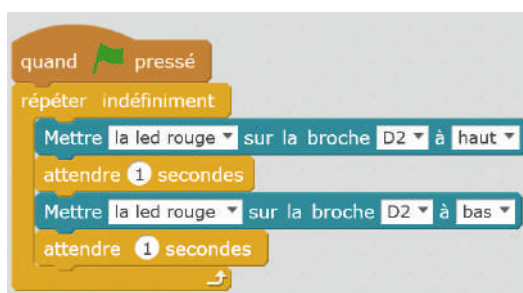 quand pressé
répéter indéfiniment
Mettre la led rouge sur la broche D2 à haut
attendre 1 secondes
Mettre la led rouge sur la broche D2 à bas
attendre 1 secondes